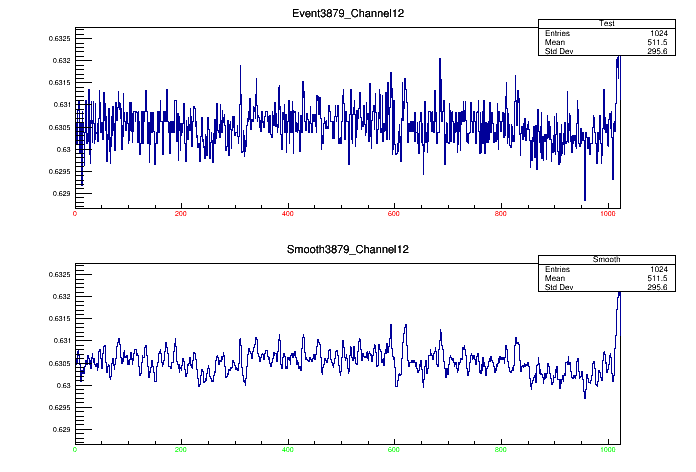 Event3879_Channel12
Test
Entries 1024
Mean 511.5
Std Dev 295.6
0.6325
0.632
0.6315
0.631
0.6305
0.63
0.6295
0.629
0 200 400 600 800 1000
Smooth3879_Channel12
Smooth
Entries 1024
Mean 511.5
Std Dev 295.6
0.6325
0.632
0.6315
0.631
0.6305
0.63
0.6295
0.629
0 200 400 600 800 1000